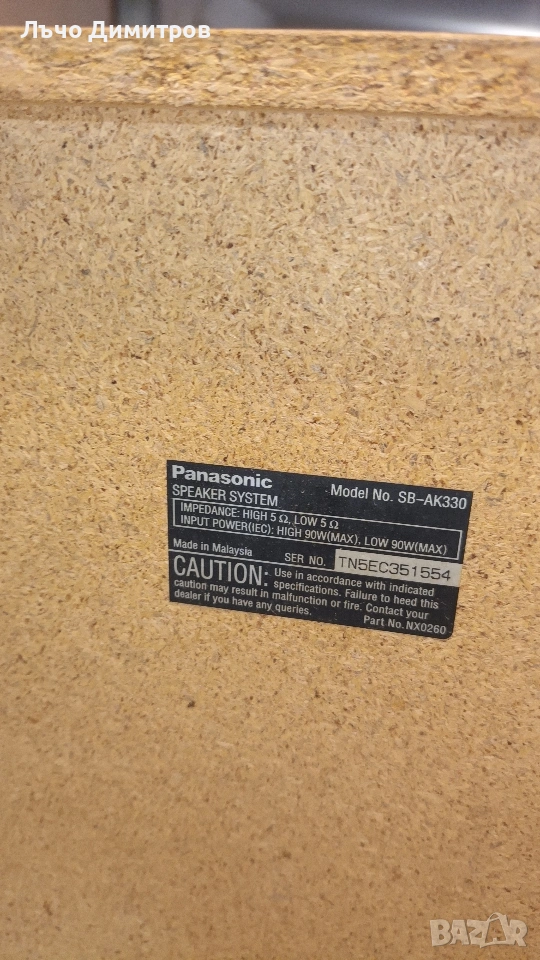 Лъчо Димитров
Panasonic
SPEAKER SYSTEM
Model No. SB-AK330
IMPEDANCE: HIGH 5 Ω, LOW 5 Ω
INPUT POWER(IEC): HIGH 90W(MAX), LOW 90W(MAX)
Made in Malaysia
SER NO. TN5EC351554
CAUTION: Use in accordance with indicated
specifications. Failure to heed this
caution may result in malfunction or fire. Contact your
dealer if you have any queries.
Part No. NX0260
BAZAR